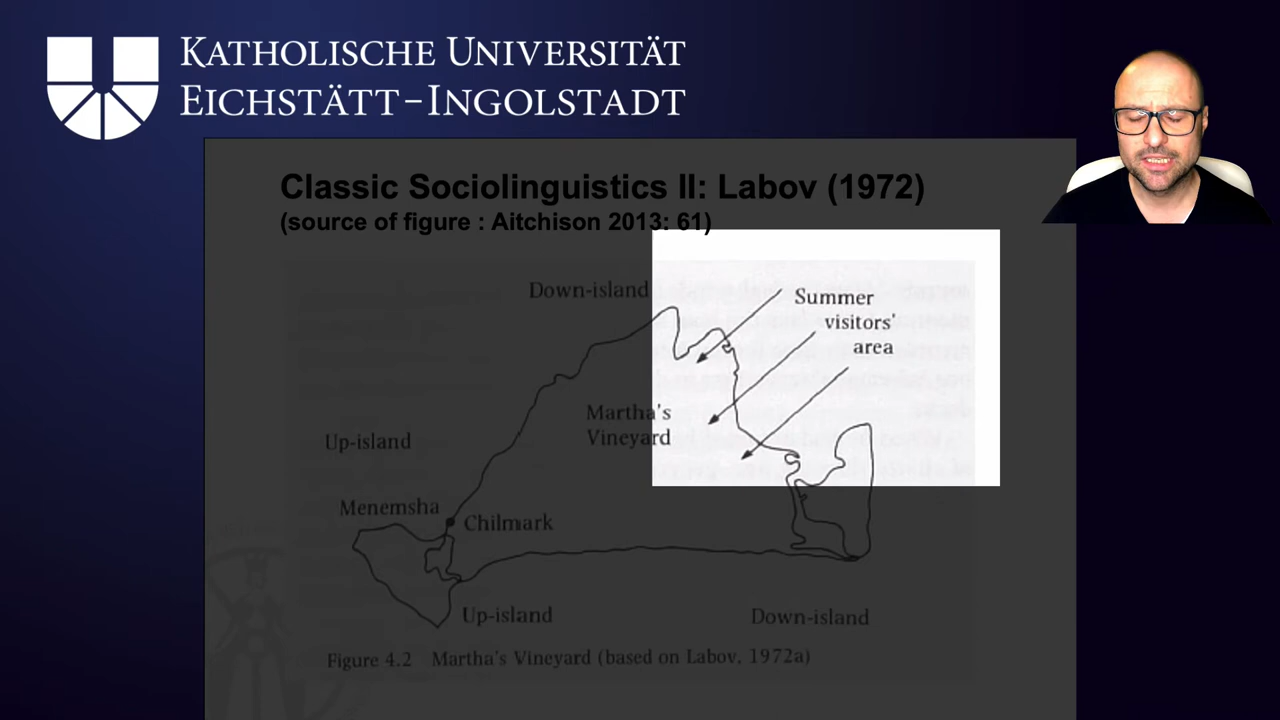 KATHOLISCHE UNIVERSITÄT
EICHSTÄTT-INGOLSTADT
Classic Sociolinguistics II: Labov (1972)
(source of figure : Aitchison 2013: 61)
Down-island
Summer
visitors'
area
Martha's
Vineyard
Up-island
Menemsha
Chilmark
Up-island
Down-island
Figure 4.2 Martha's Vineyard (based on Labov, 1972a)